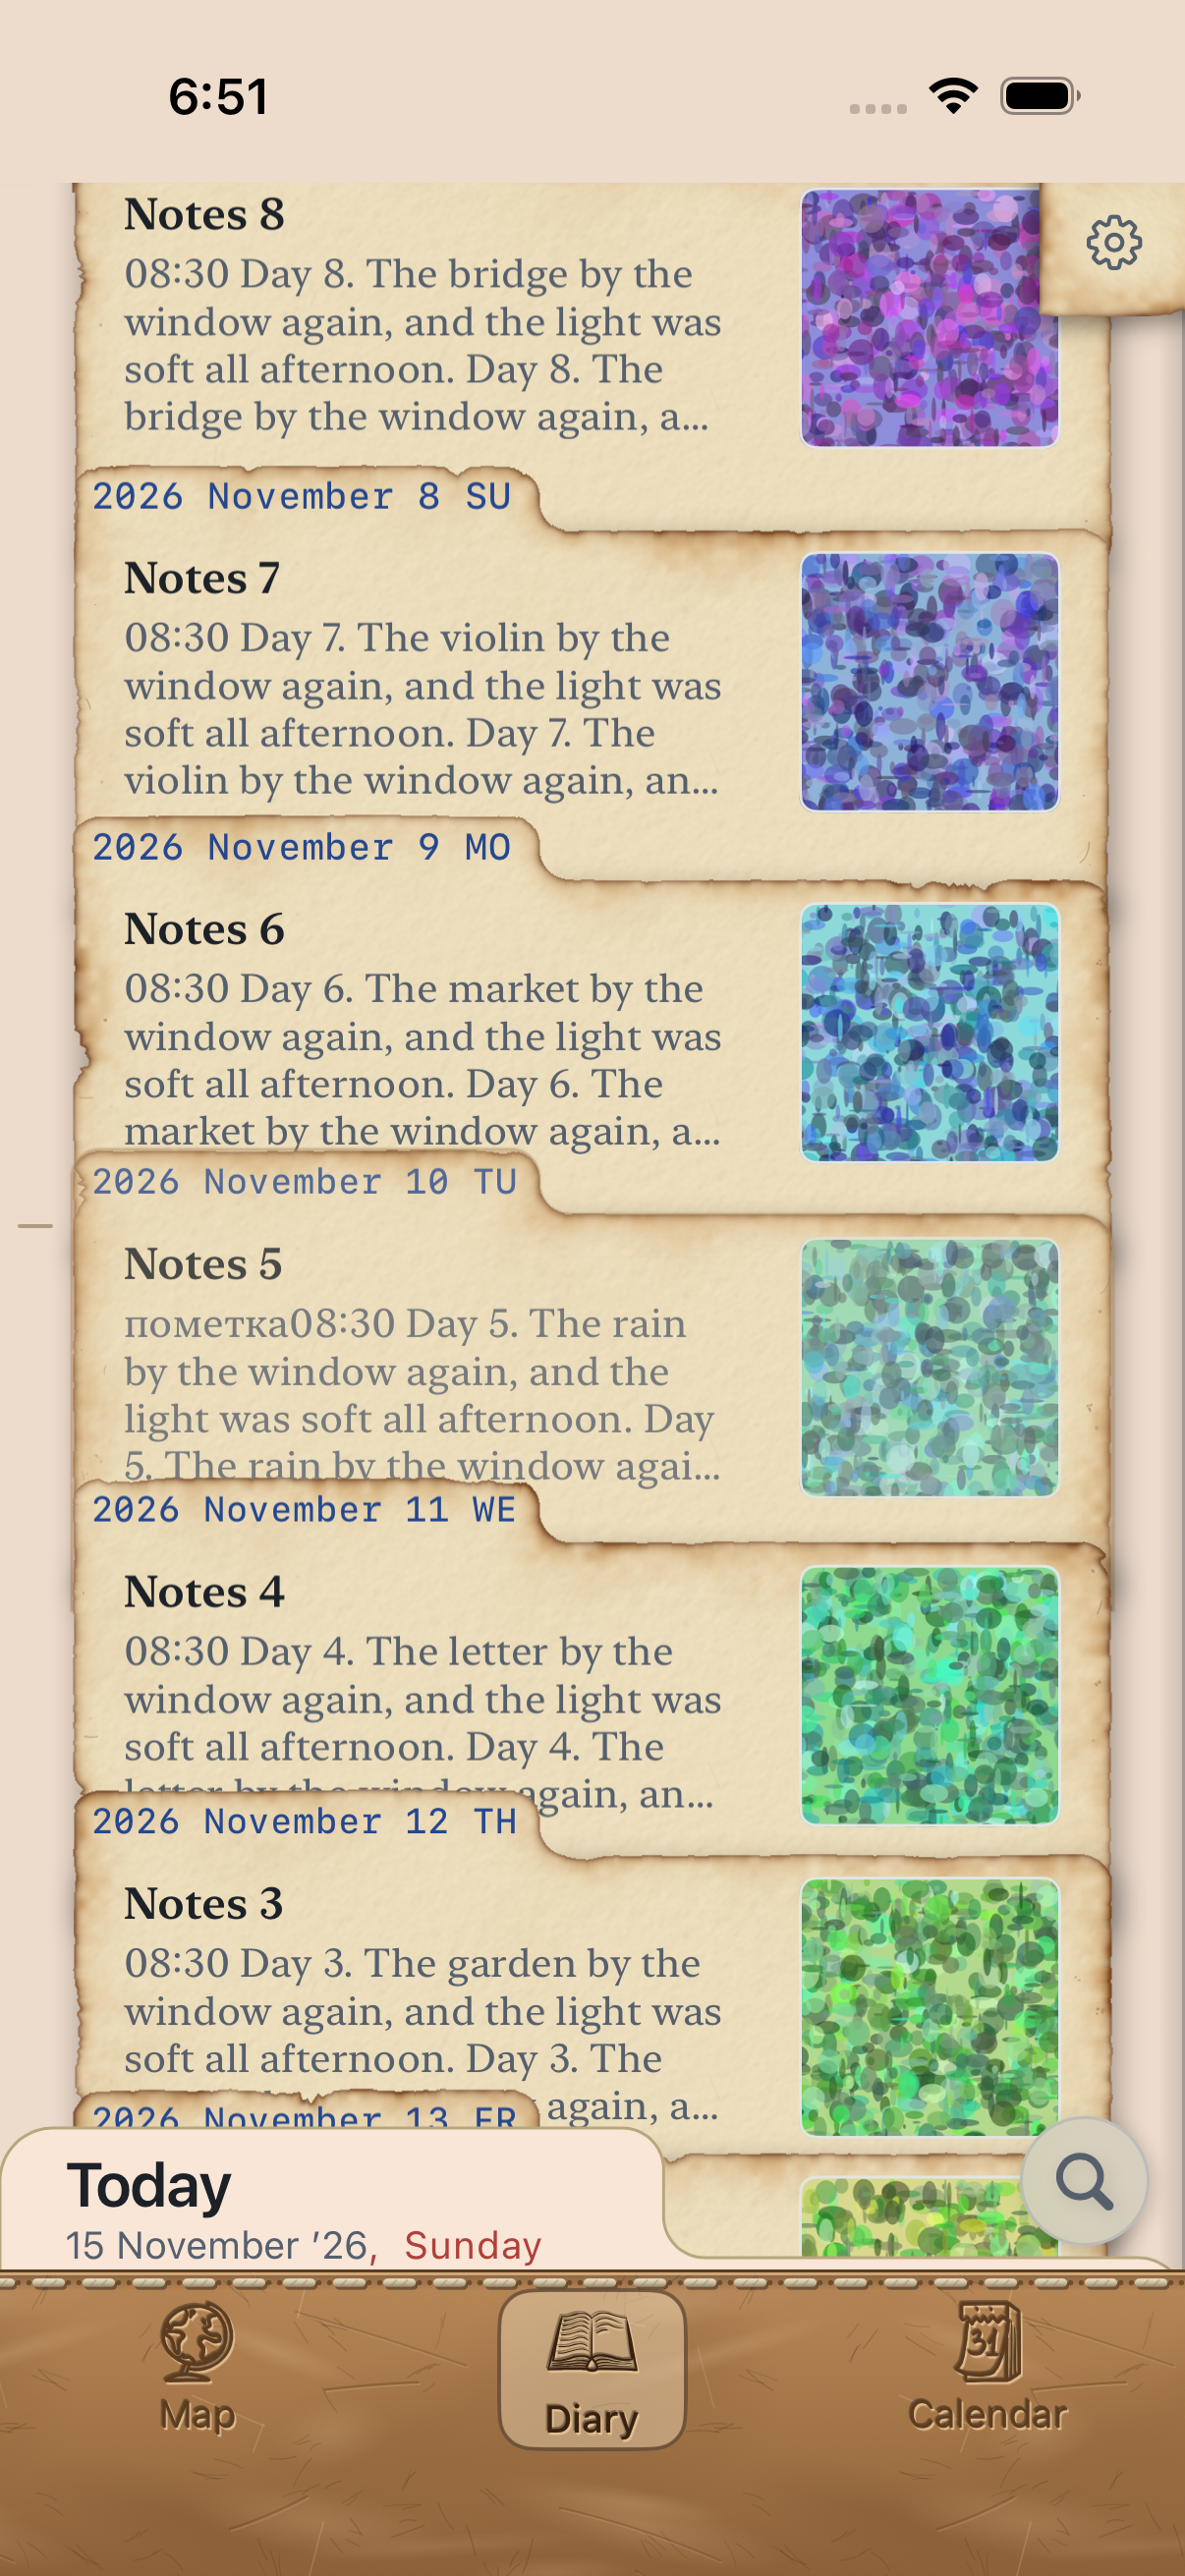 6:51
Notes 8
08:30 Day 8. The bridge by the
window again, and the light was
soft all afternoon. Day 8. The
bridge by the window again, a...
2026 November 8 SU
Notes 7
08:30 Day 7. The violin by the
window again, and the light was
soft all afternoon. Day 7. The
violin by the window again, an...
2026 November 9 MO
Notes 6
08:30 Day 6. The market by the
window again, and the light was
soft all afternoon. Day 6. The
market by the window again, a...
2026 November 10 TU
Notes 5
пометка08:30 Day 5. The rain
by the window again, and the
light was soft all afternoon. Day
5. The rain by the window agai...
2026 November 11 WE
Notes 4
08:30 Day 4. The letter by the
window again, and the light was
soft all afternoon. Day 4. The
letter by the window again, an...
2026 November 12 TH
Notes 3
08:30 Day 3. The garden by the
window again, and the light was
soft all afternoon. Day 3. The
again, a...
2026 November 13 FR
Today
15 November ’26, Sunday
31
Map
Diary
Calendar